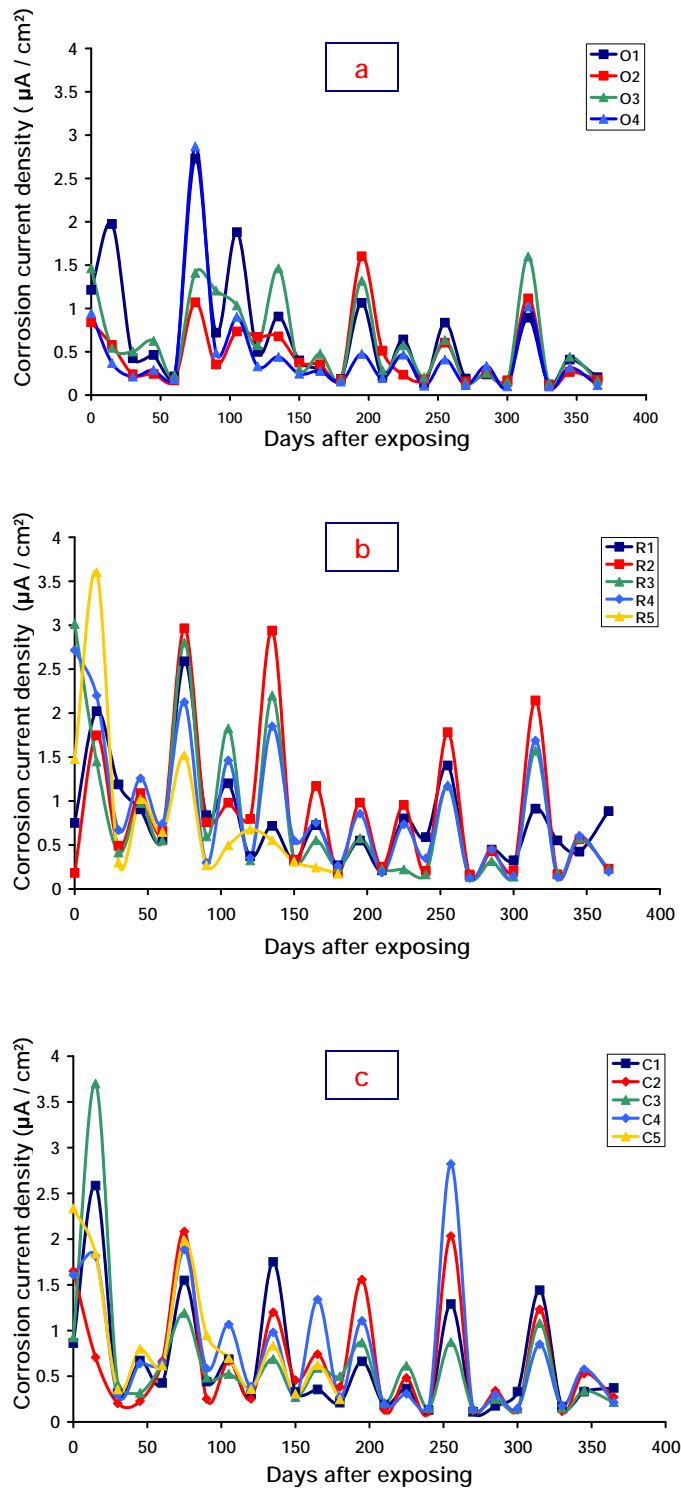 a
4
3.5
3
2.5
2
1.5
1
0.5
0
Corrosion current density ( µA / cm²)
O1
O2
O3
O4
0 50 100 150 200 250 300 350 400
Days after exposing
b
4
3.5
3
2.5
2
1.5
1
0.5
0
Corrosion current density (µA / cm²)
R1
R2
R3
R4
R5
0 50 100 150 200 250 300 350 400
Days after exposing
c
4
3.5
3
2.5
2
1.5
1
0.5
0
Corrosion current density (µA / cm²)
C1
C2
C3
C4
C5
0 50 100 150 200 250 300 350 400
Days after exposing